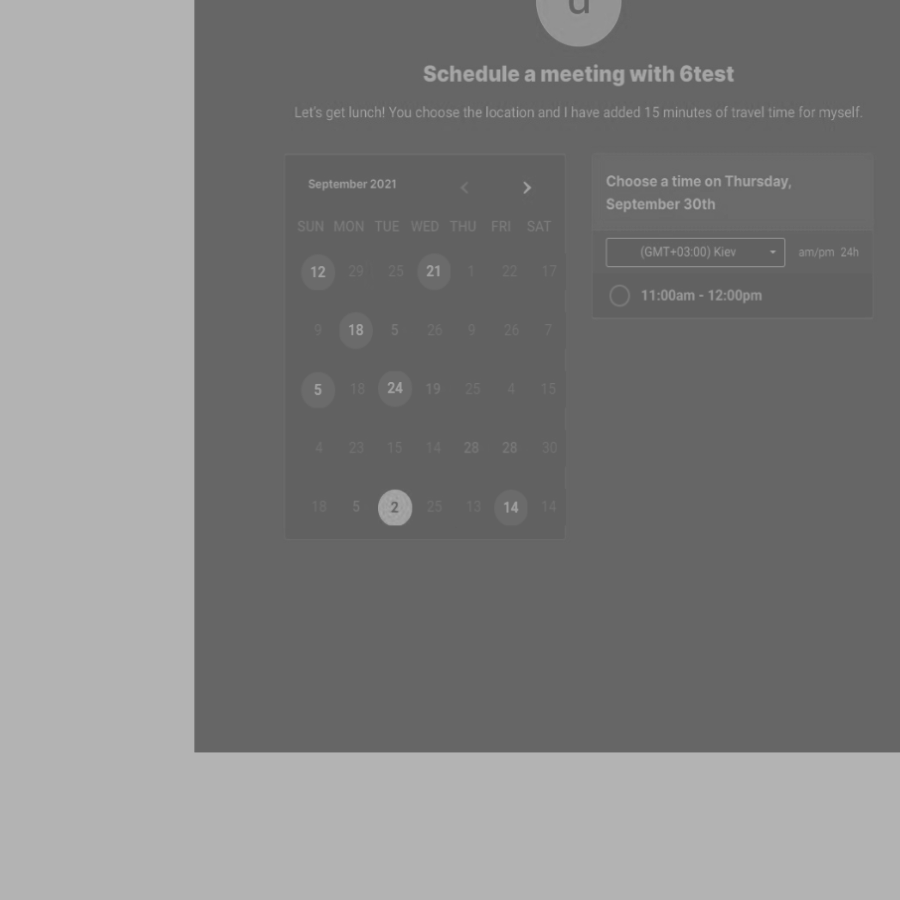 d
Schedule a meeting with 6test
Let's get lunch! You choose the location and I have added 15 minutes of travel time for myself.
September 2021
SUN MON TUE WED THU FRI SAT
12 29 25 21 1 22 17
9 18 5 26 9 26 7
5 18 24 19 25 4 15
4 23 15 14 28 28 30
18 5 2 25 13 14 14
Choose a time on Thursday,
September 30th
(GMT+03:00) Kiev am/pm 24h
11:00am - 12:00pm